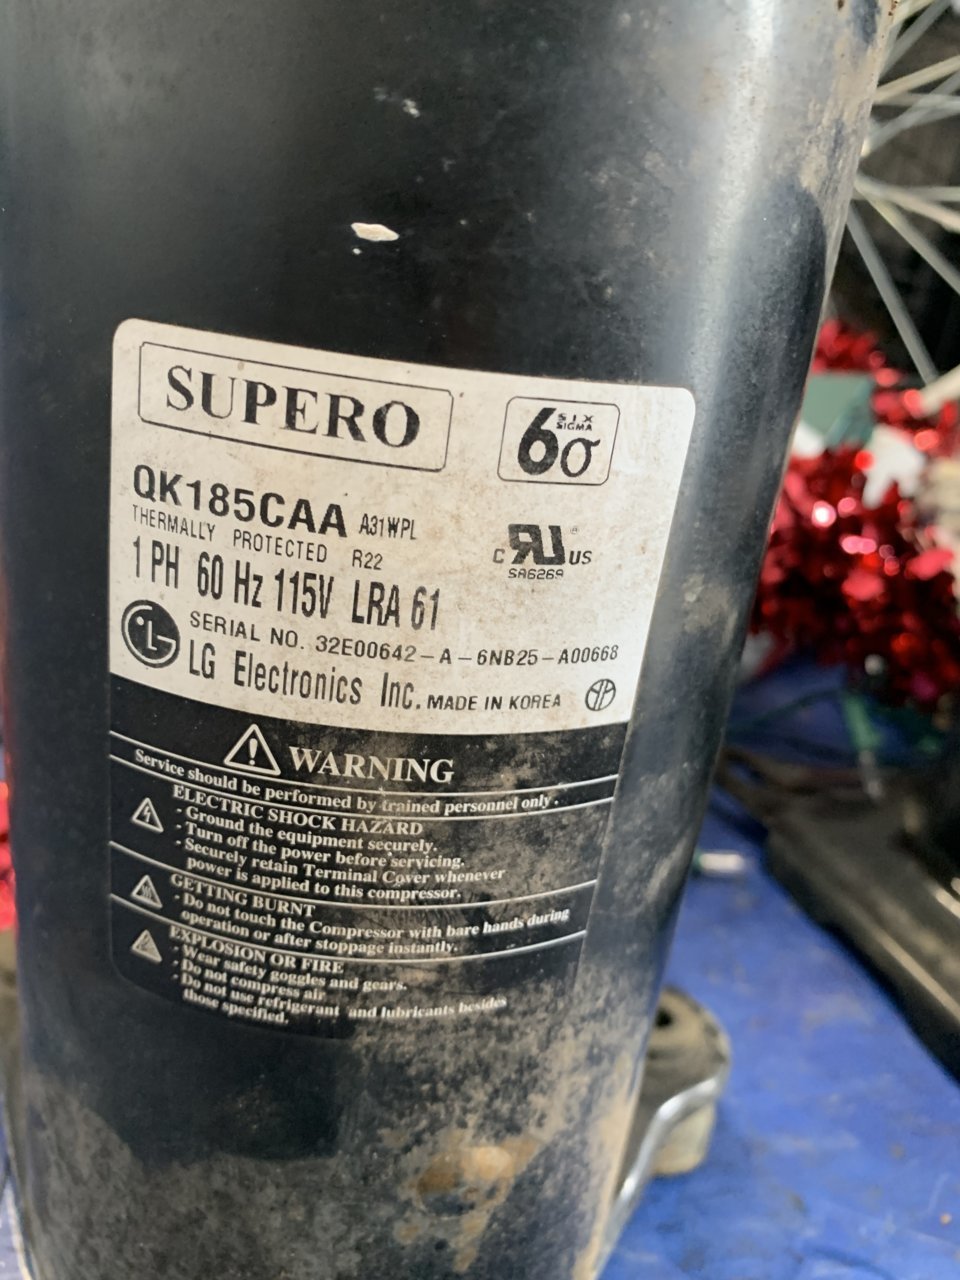 SUPERO
6σ SIX SIGMA
QK185CAA A31WPL
THERMALLY PROTECTED R22
1 PH 60 Hz 115V LRA 61
C RU ® US
SA6269
SERIAL NO. 32E00642-A-6NB25-A00668
LG
LG Electronics Inc. MADE IN KOREA
WARNING
Service should be performed by trained personnel only.
ELECTRIC SHOCK HAZARD
- Ground the equipment securely.
- Turn off the power before servicing.
- Securely retain Terminal Cover whenever
power is applied to this compressor.
GETTING BURNT
- Do not touch the Compressor with bare hands during
operation or after stoppage instantly.
EXPLOSION OR FIRE
- Wear safety goggles and gears.
- Do not compress air
- Do not use refrigerant and lubricants besides
those specified.